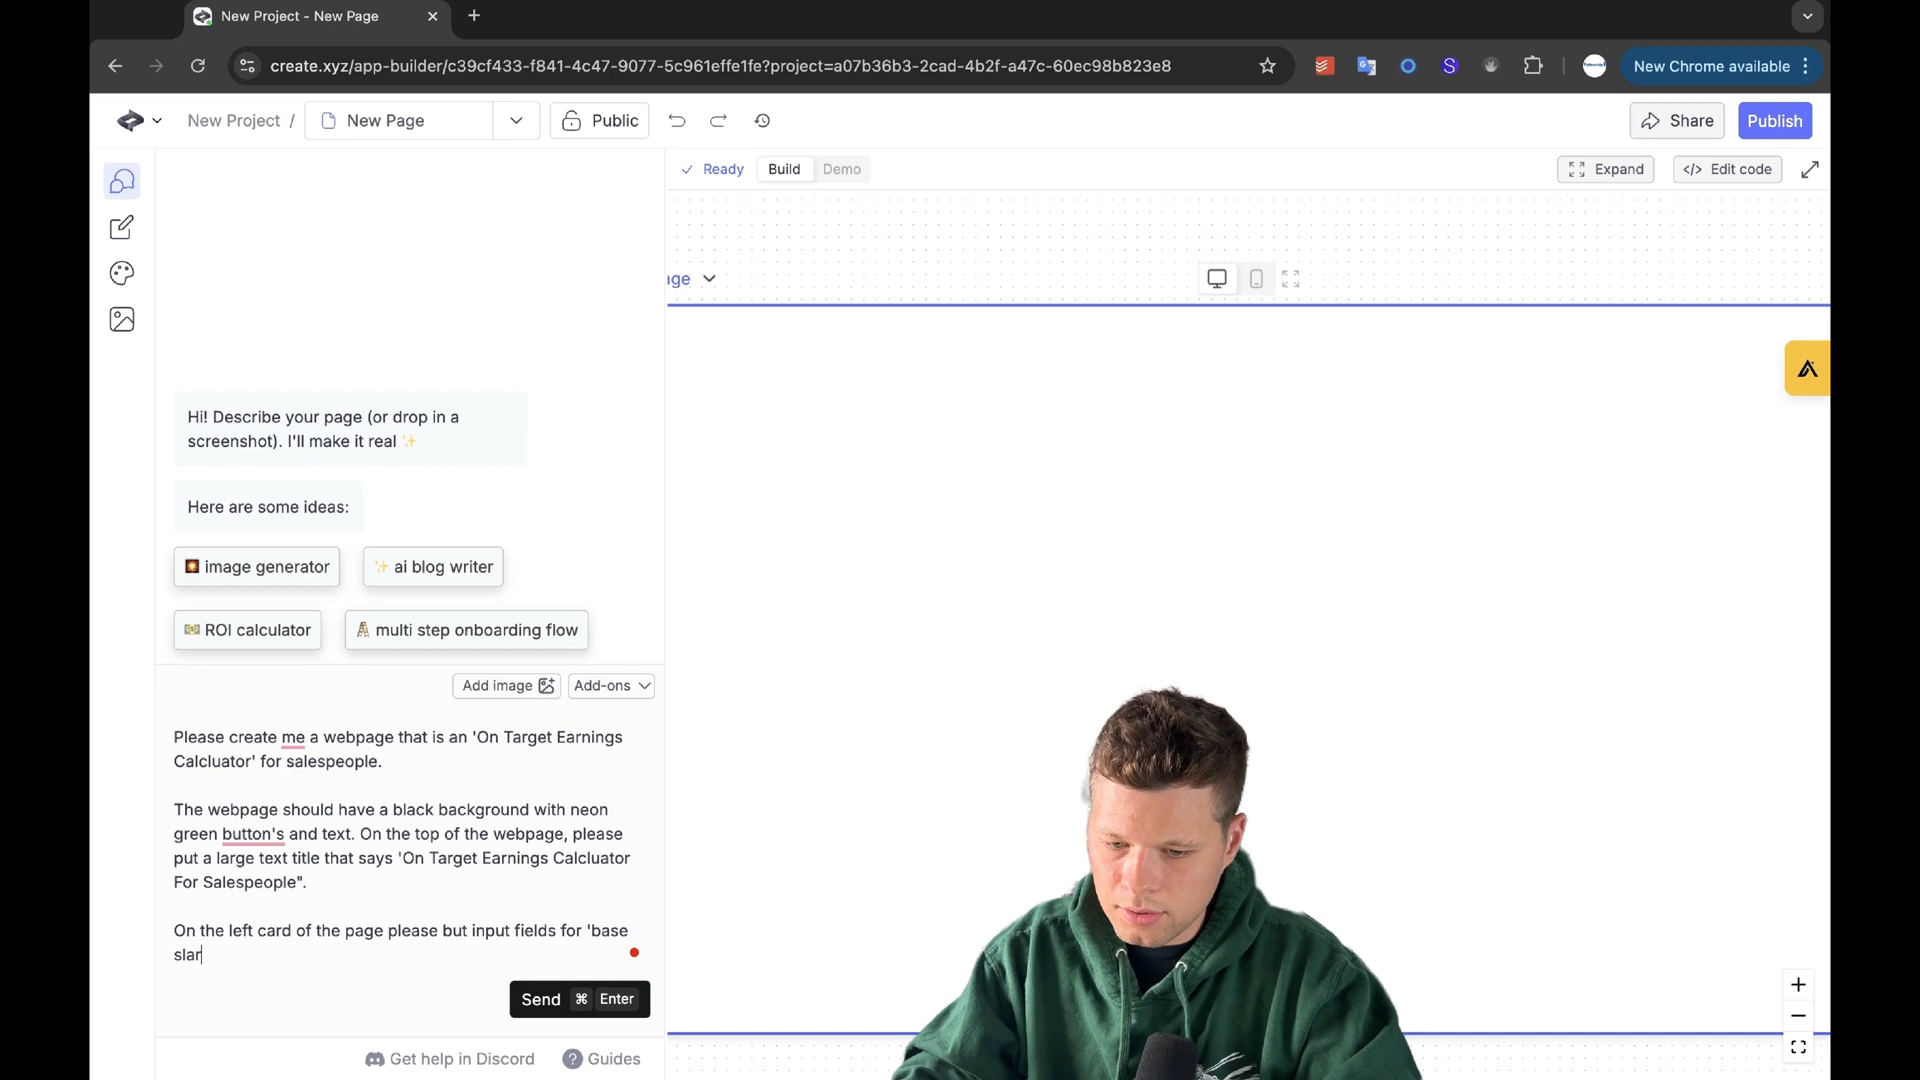 New Project - New Page
create.xyz/app-builder/c39cf433-f841-4c47-9077-5c961effe1fe?project=a07b36b3-2cad-4b2f-a47c-60ec98b823e8
New Chrome available
New Project /
New Page
Public
Share
Publish
Ready
Build
Demo
Expand
</> Edit code
age
Hi! Describe your page (or drop in a
screenshot). I'll make it real ✨
Here are some ideas:
image generator
✨ ai blog writer
ROI calculator
multi step onboarding flow
Add image
Add-ons
Please create me a webpage that is an 'On Target Earnings
Calcluator' for salespeople.
The webpage should have a black background with neon
green button's and text. On the top of the webpage, please
put a large text title that says 'On Target Earnings Calcluator
For Salespeople".
On the left card of the page please but input fields for 'base
slar
Send ⌘ Enter
Get help in Discord
Guides